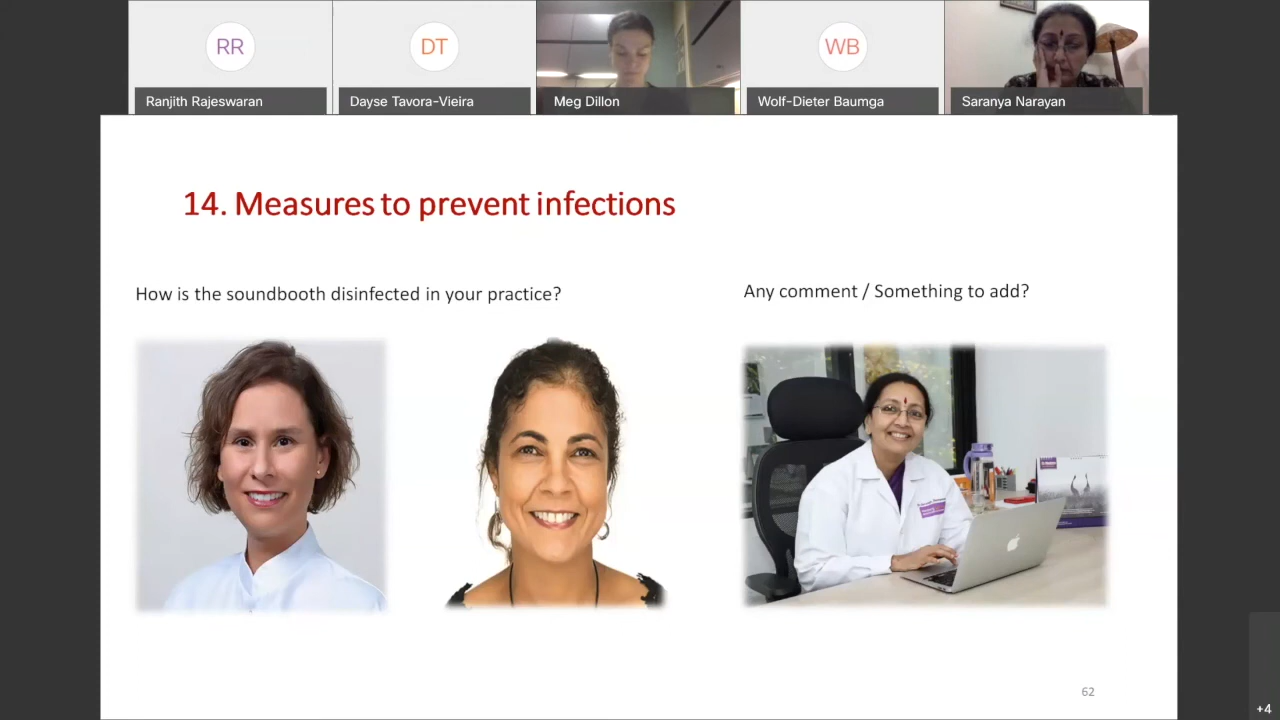 RR
DT
WB
Ranjith Rajeswaran
Dayse Tavora-Vieira
Meg Dillon
Wolf-Dieter Baumga
Saranya Narayan
14. Measures to prevent infections
How is the soundbooth disinfected in your practice?
Any comment / Something to add?
62
+4